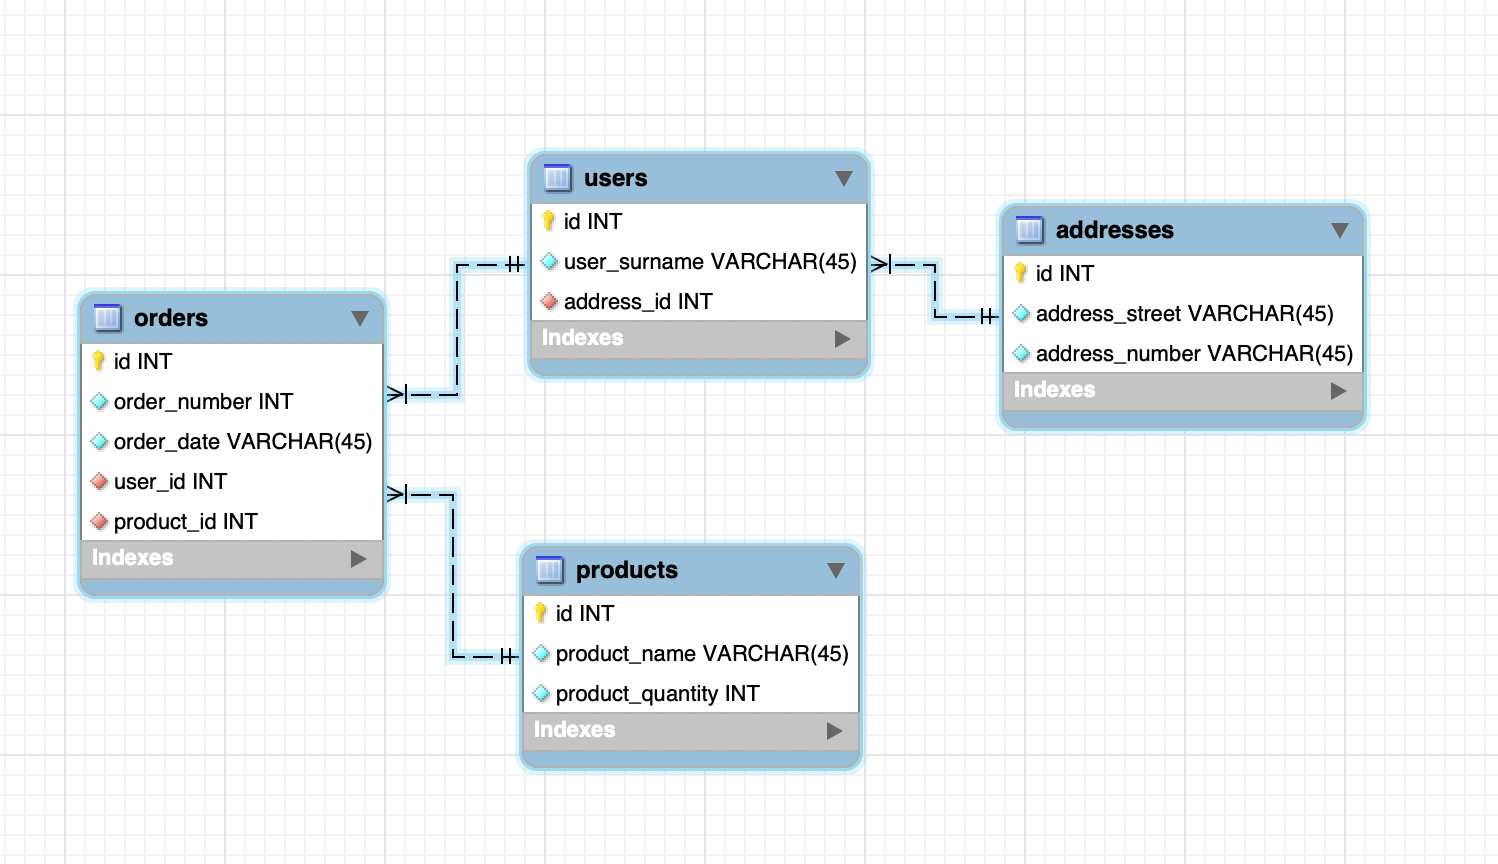 users
id INT
user_surname VARCHAR(45)
address_id INT
Indexes
addresses
id INT
address_street VARCHAR(45)
address_number VARCHAR(45)
Indexes
orders
id INT
order_number INT
order_date VARCHAR(45)
user_id INT
product_id INT
Indexes
products
id INT
product_name VARCHAR(45)
product_quantity INT
Indexes